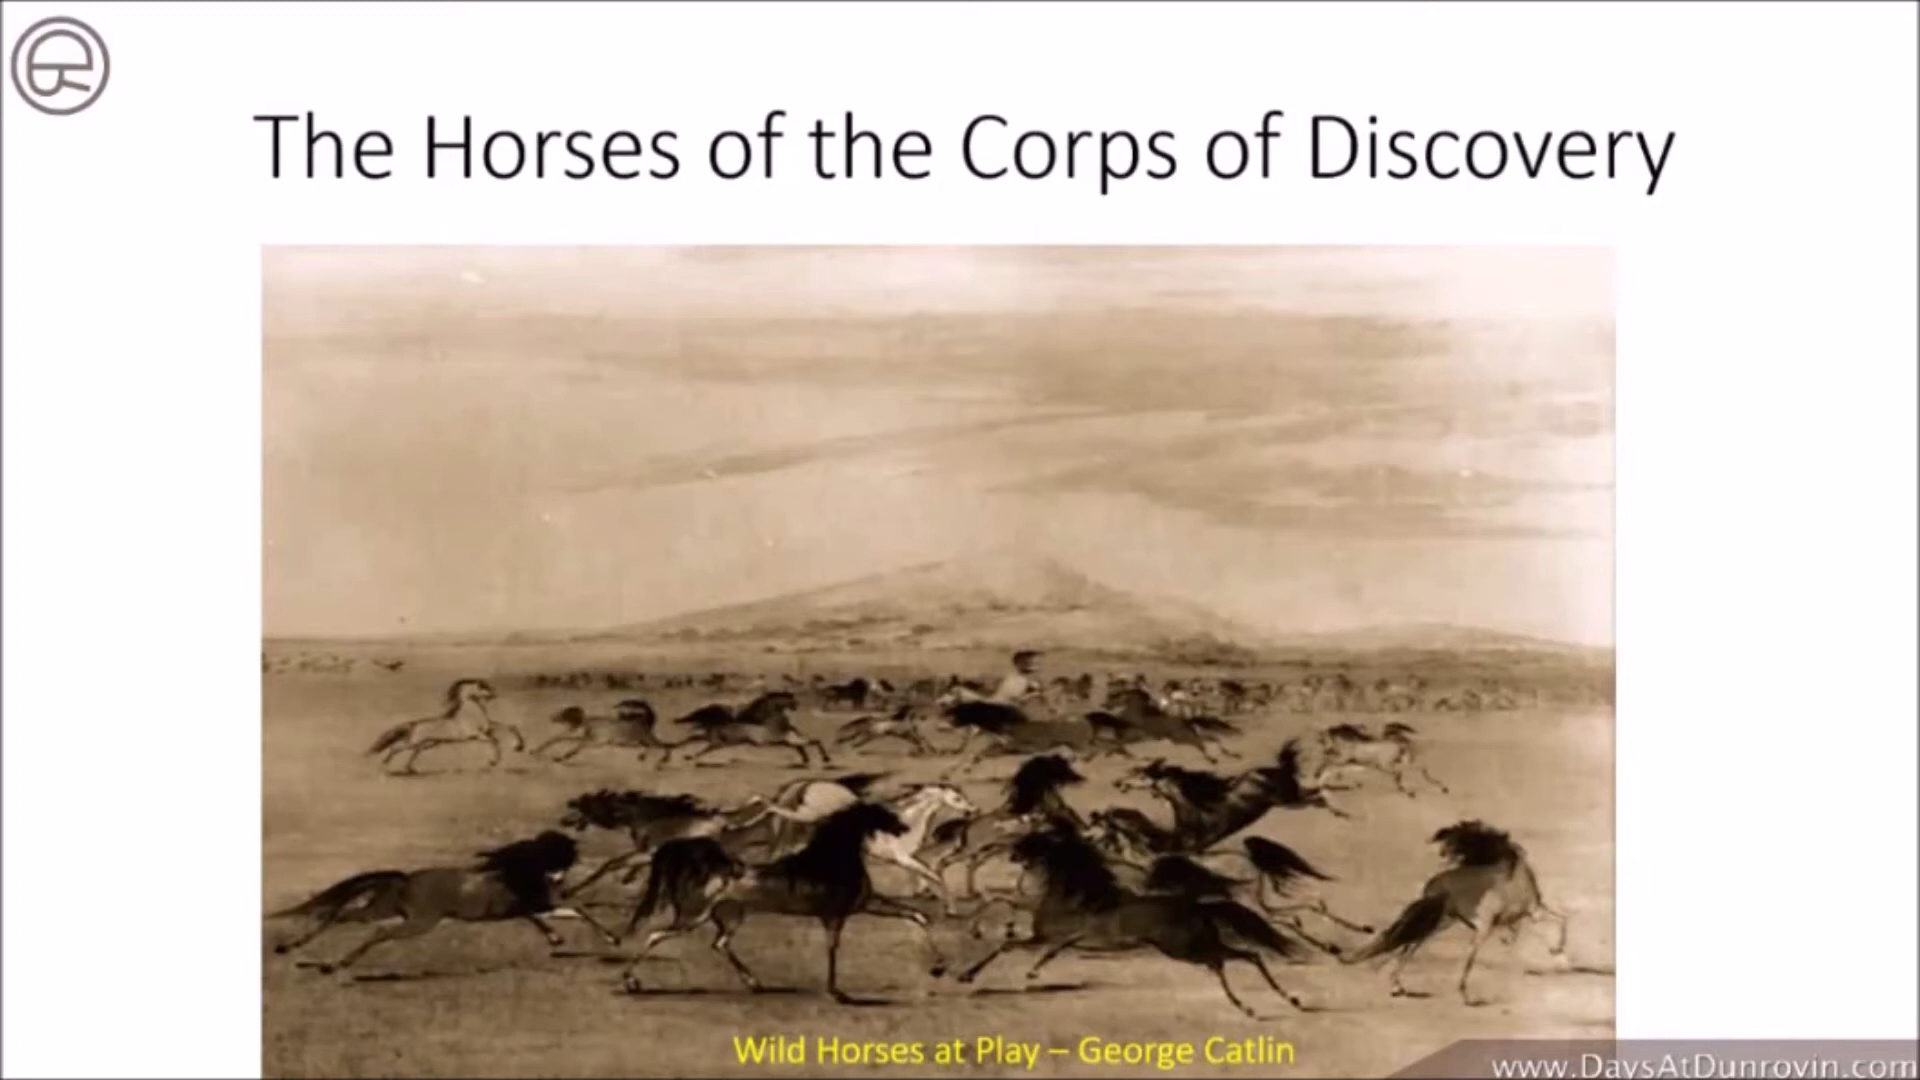 The Horses of the Corps of Discovery
Wild Horses at Play – George Catlin
www.DaysAtDunrovin.com